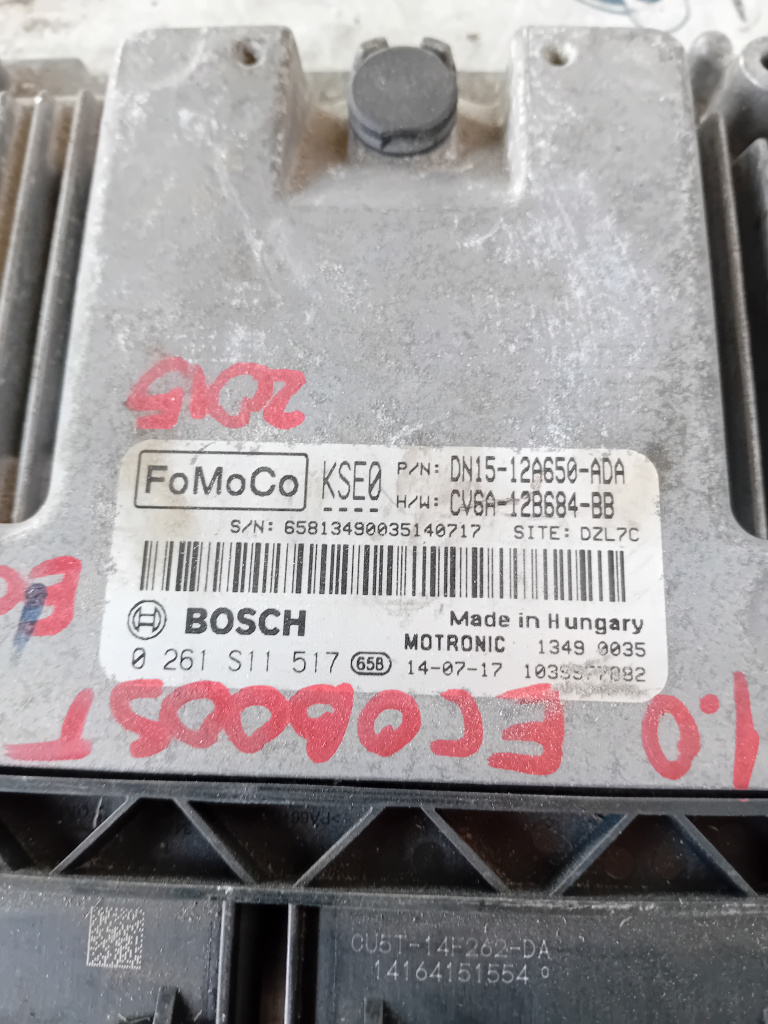 2015
FoMoCo KSE0 P/N: DN15-12A650-ADA
H/W: CV6A-12B684-BB
S/N: 65813490035140717 SITE: DZL7C
BOSCH Made in Hungary
MOTRONIC 1349 0035
0 261 S11 517 65B 14-07-17
1.0 ECOBOOST
CU5T-14F262-DA
14164151554